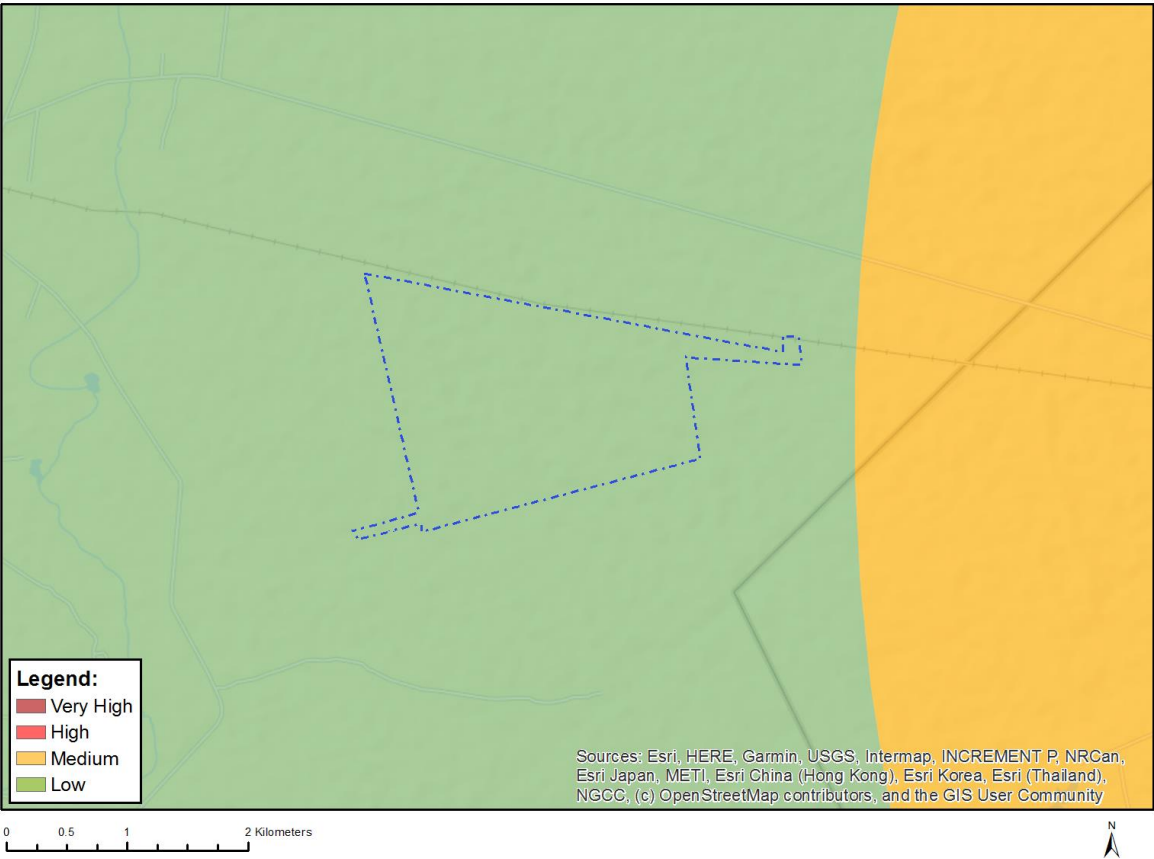 Legend:
Very High
High
Medium
Low
Sources: Esri, HERE, Garmin, USGS, Intermap, INCREMENT P, NRCan,
Esri Japan, METI, Esri China (Hong Kong), Esri Korea, Esri (Thailand),
NGCC, (c) OpenStreetMap contributors, and the GIS User Community
0 0.5 1 2 Kilometers
N